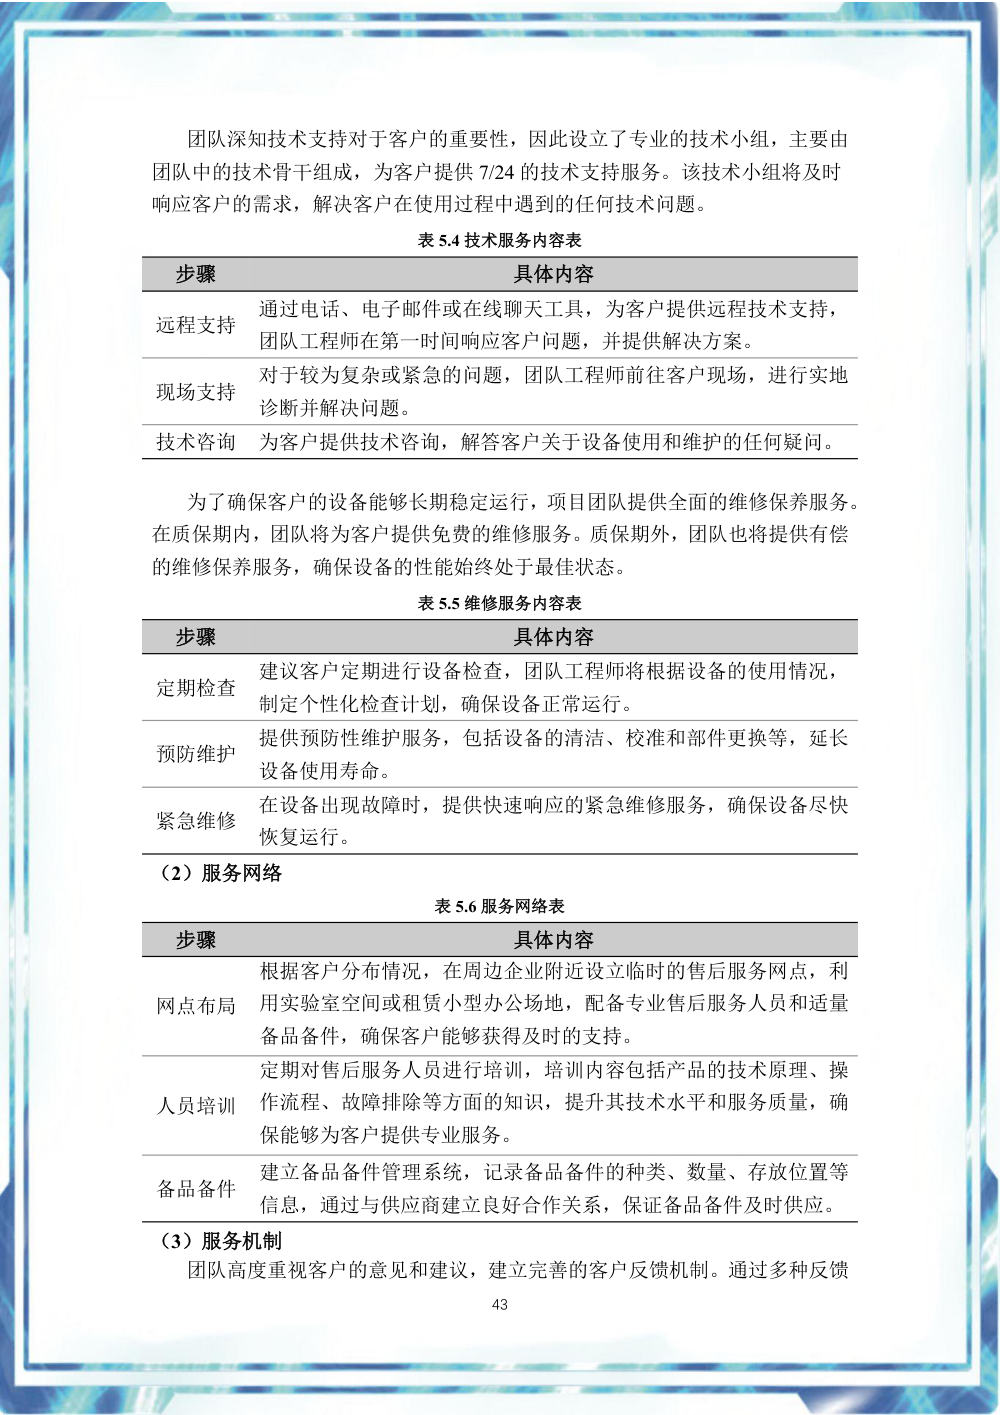 团队深知技术支持对于客户的重要性，因此设立了专业的技术小组，主要由
团队中的技术骨干组成，为客户提供 7/24 的技术支持服务。该技术小组将及时
响应客户的需求，解决客户在使用过程中遇到的任何技术问题。
表 5.4 技术服务内容表
步骤 具体内容
远程支持 通过电话、电子邮件或在线聊天工具，为客户提供远程技术支持，
团队工程师在第一时间响应客户问题，并提供解决方案。
现场支持 对于较为复杂或紧急的问题，团队工程师前往客户现场，进行实地
诊断并解决问题。
技术咨询 为客户提供技术咨询，解答客户关于设备使用和维护的任何疑问。
为了确保客户的设备能够长期稳定运行，项目团队提供全面的维修保养服务。
在质保期内，团队将为客户提供免费的维修服务。质保期外，团队也将提供有偿
的维修保养服务，确保设备的性能始终处于最佳状态。
表 5.5 维修服务内容表
步骤 具体内容
定期检查 建议客户定期进行设备检查，团队工程师将根据设备的使用情况，
制定个性化检查计划，确保设备正常运行。
预防维护 提供预防性维护服务，包括设备的清洁、校准和部件更换等，延长
设备使用寿命。
紧急维修 在设备出现故障时，提供快速响应的紧急维修服务，确保设备尽快
恢复运行。
（2）服务网络
表 5.6 服务网络表
步骤 具体内容
网点布局 根据客户分布情况，在周边企业附近设立临时的售后服务网点，利
用实验室空间或租赁小型办公场地，配备专业售后服务人员和适量
备品备件，确保客户能够获得及时的支持。
人员培训 定期对售后服务人员进行培训，培训内容包括产品的技术原理、操
作流程、故障排除等方面的知识，提升其技术水平和服务质量，确
保能够为客户提供专业服务。
备品备件 建立备品备件管理系统，记录备品备件的种类、数量、存放位置等
信息，通过与供应商建立良好合作关系，保证备品备件及时供应。
（3）服务机制
团队高度重视客户的意见和建议，建立完善的客户反馈机制。通过多种反馈
43